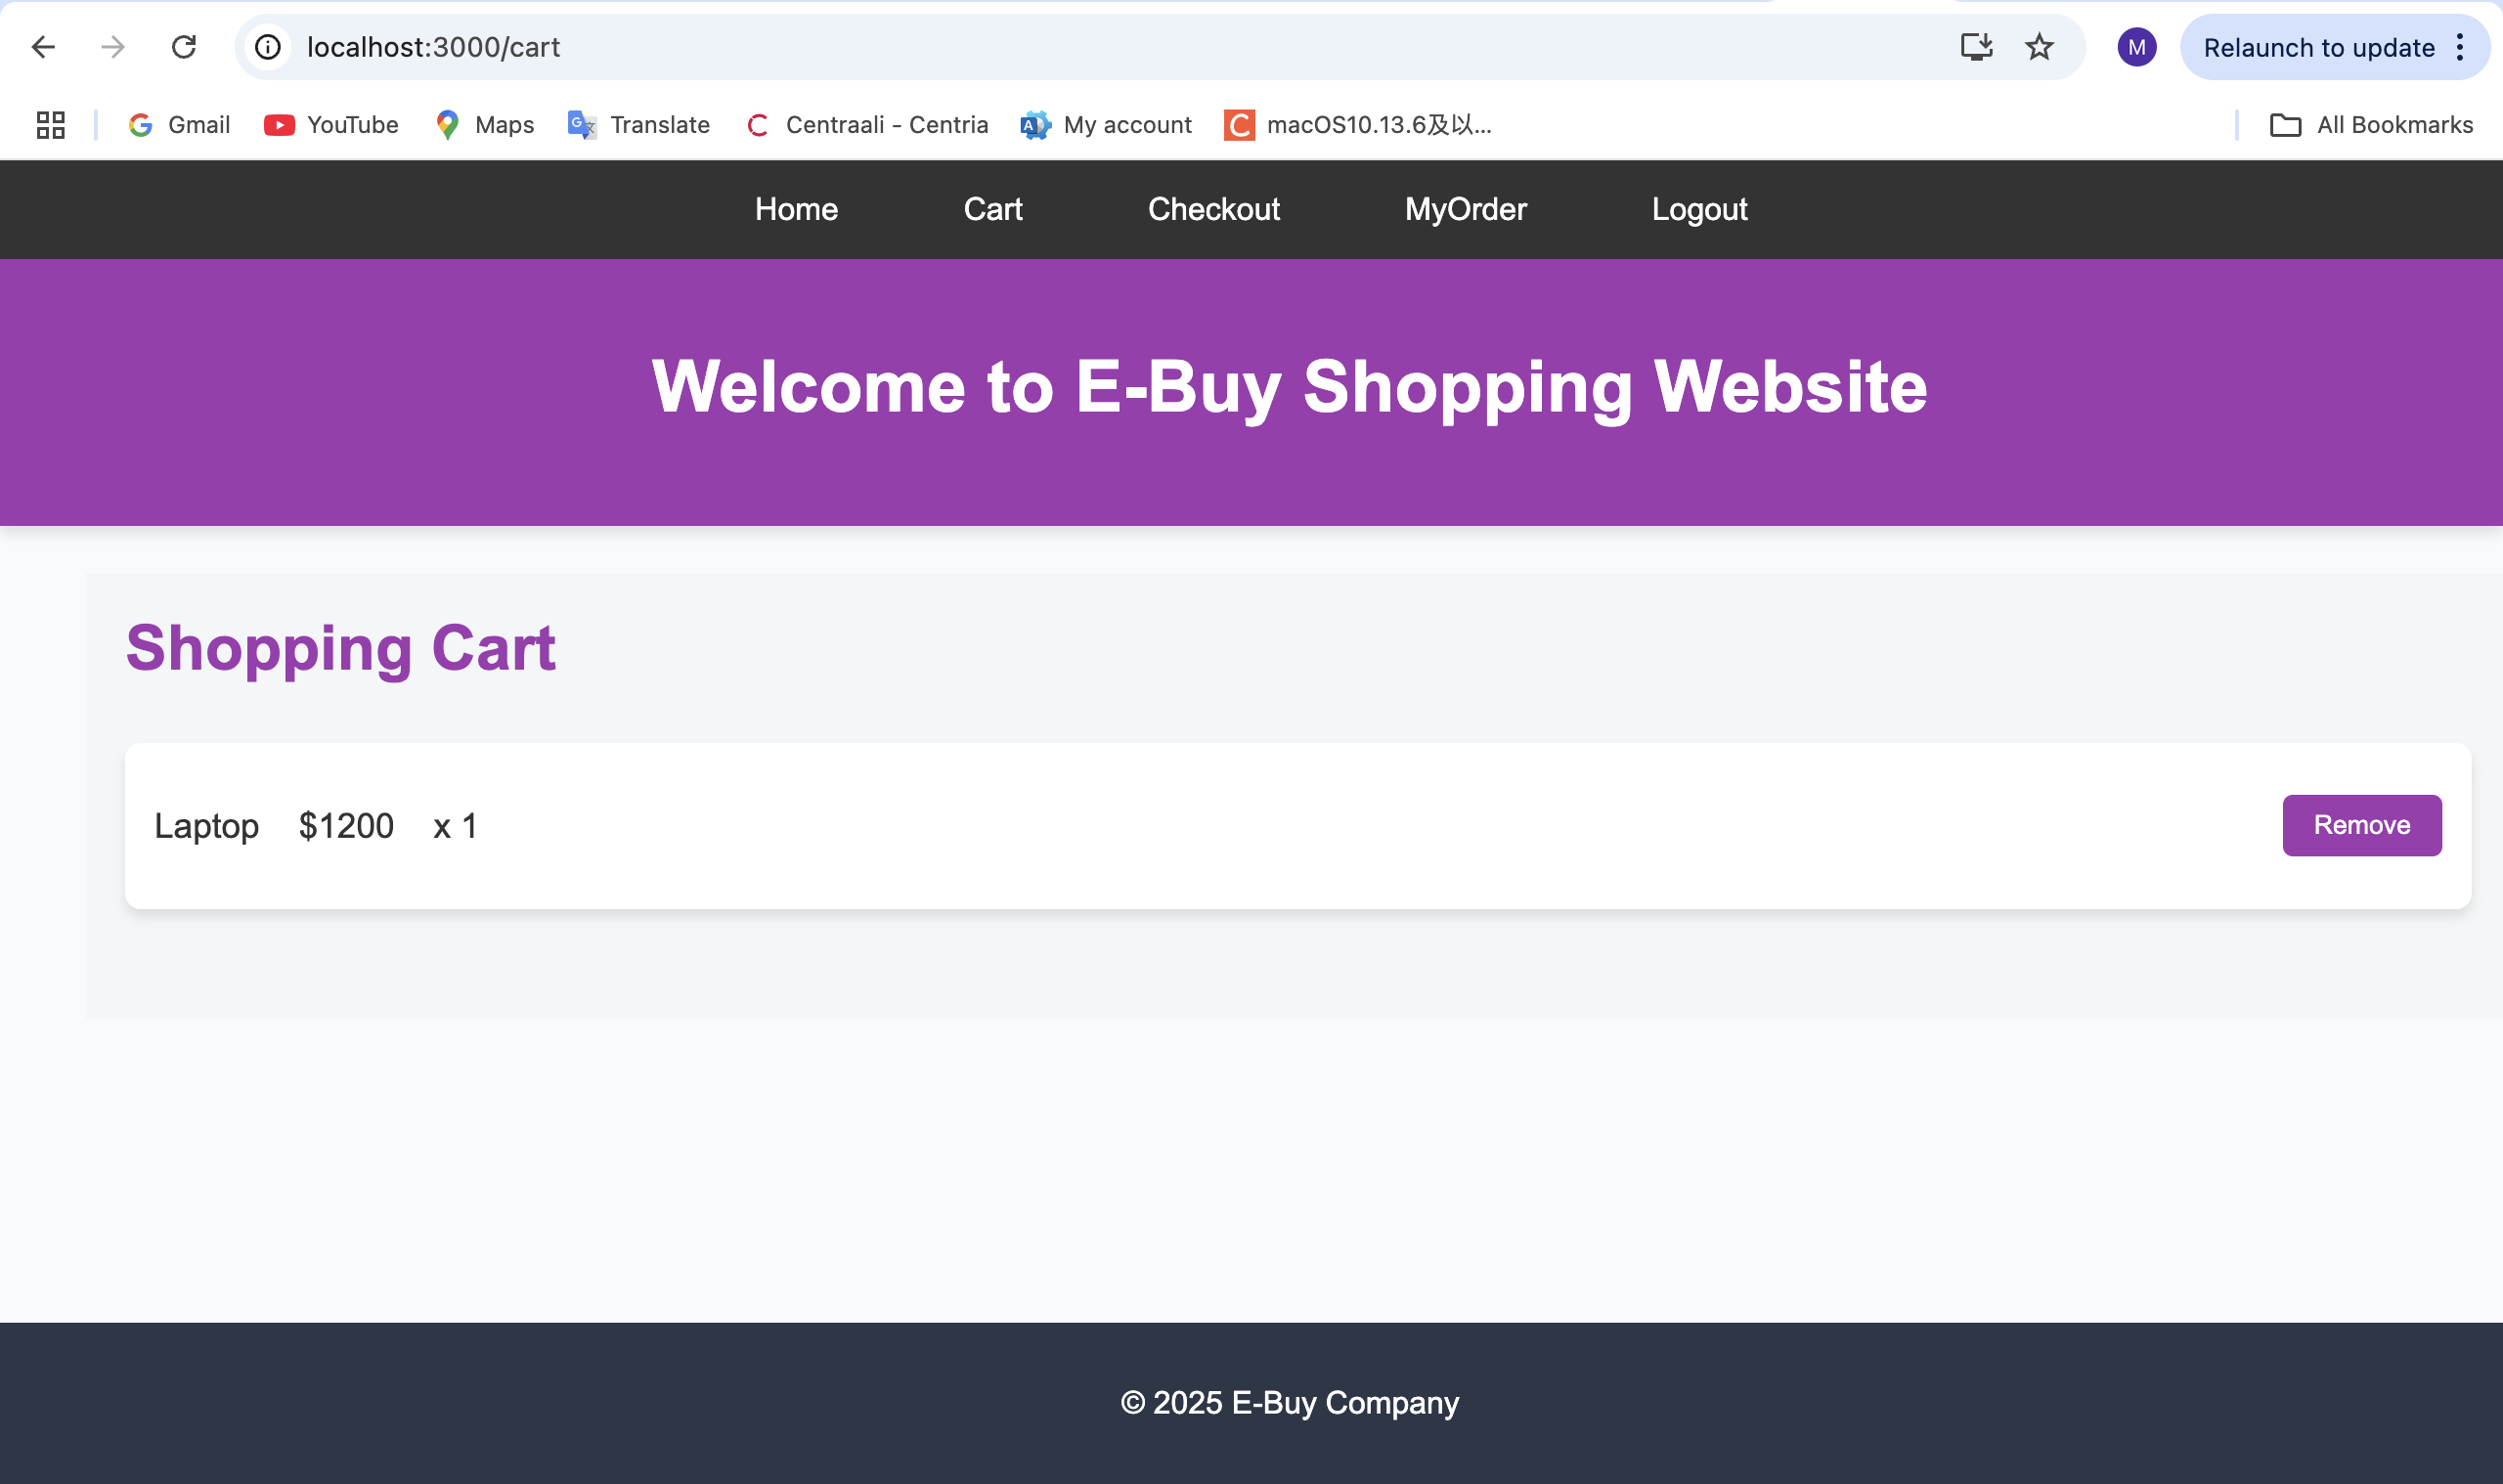 localhost:3000/cart
M
Relaunch to update
Gmail YouTube Maps Translate Centraali - Centria My account macOS10.13.6及以... All Bookmarks
Home Cart Checkout MyOrder Logout
Welcome to E-Buy Shopping Website
Shopping Cart
Laptop $1200 x 1 Remove
© 2025 E-Buy Company